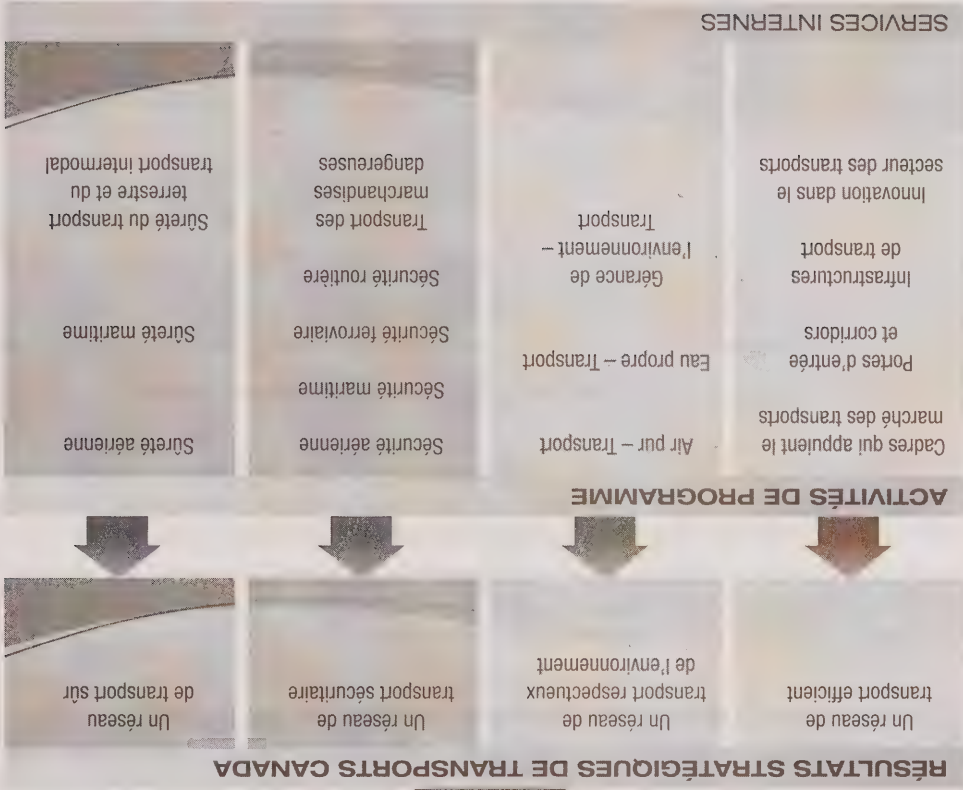 RÉSULTATS STRATÉGIQUES DE TRANSPORTS CANADA
Un réseau de
transport efficient
Un réseau de
transport respectueux
de l'environnement
Un réseau de
transport sécuritaire
Un réseau
de transport sûr
ACTIVITÉS DE PROGRAMME
Cadres qui appuient le
marché des transports
Portes d'entrée
et corridors
Infrastructures
de transport
Innovation dans le
secteur des transports
Air pur – Transport
Eau propre – Transport
Gérance de
l'environnement –
Transport
Sécurité aérienne
Sécurité maritime
Sécurité ferroviaire
Sécurité routière
Transport des
marchandises
dangereuses
Sûreté aérienne
Sûreté maritime
Sûreté du transport
terrestre et du
transport intermodal
SERVICES INTERNES